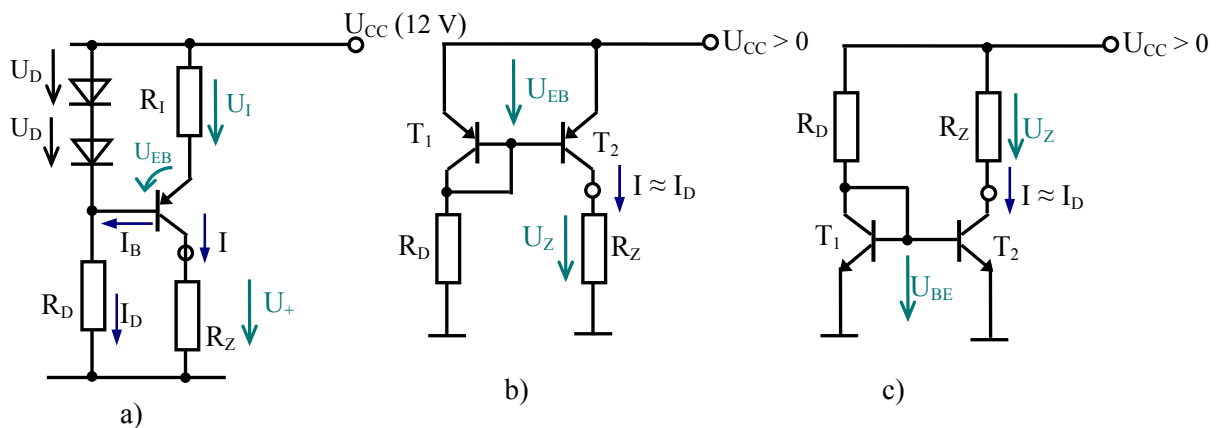 U_CC (12 V)
U_D
U_D
R_I
U_I
U_EB
I_B
I
R_D
I_D
R_Z
U_+
a)
U_CC > 0
U_EB
T_1
T_2
I ≈ I_D
R_D
U_Z
R_Z
b)
U_CC > 0
R_D
R_Z
U_Z
I ≈ I_D
T_1
T_2
U_BE
c)